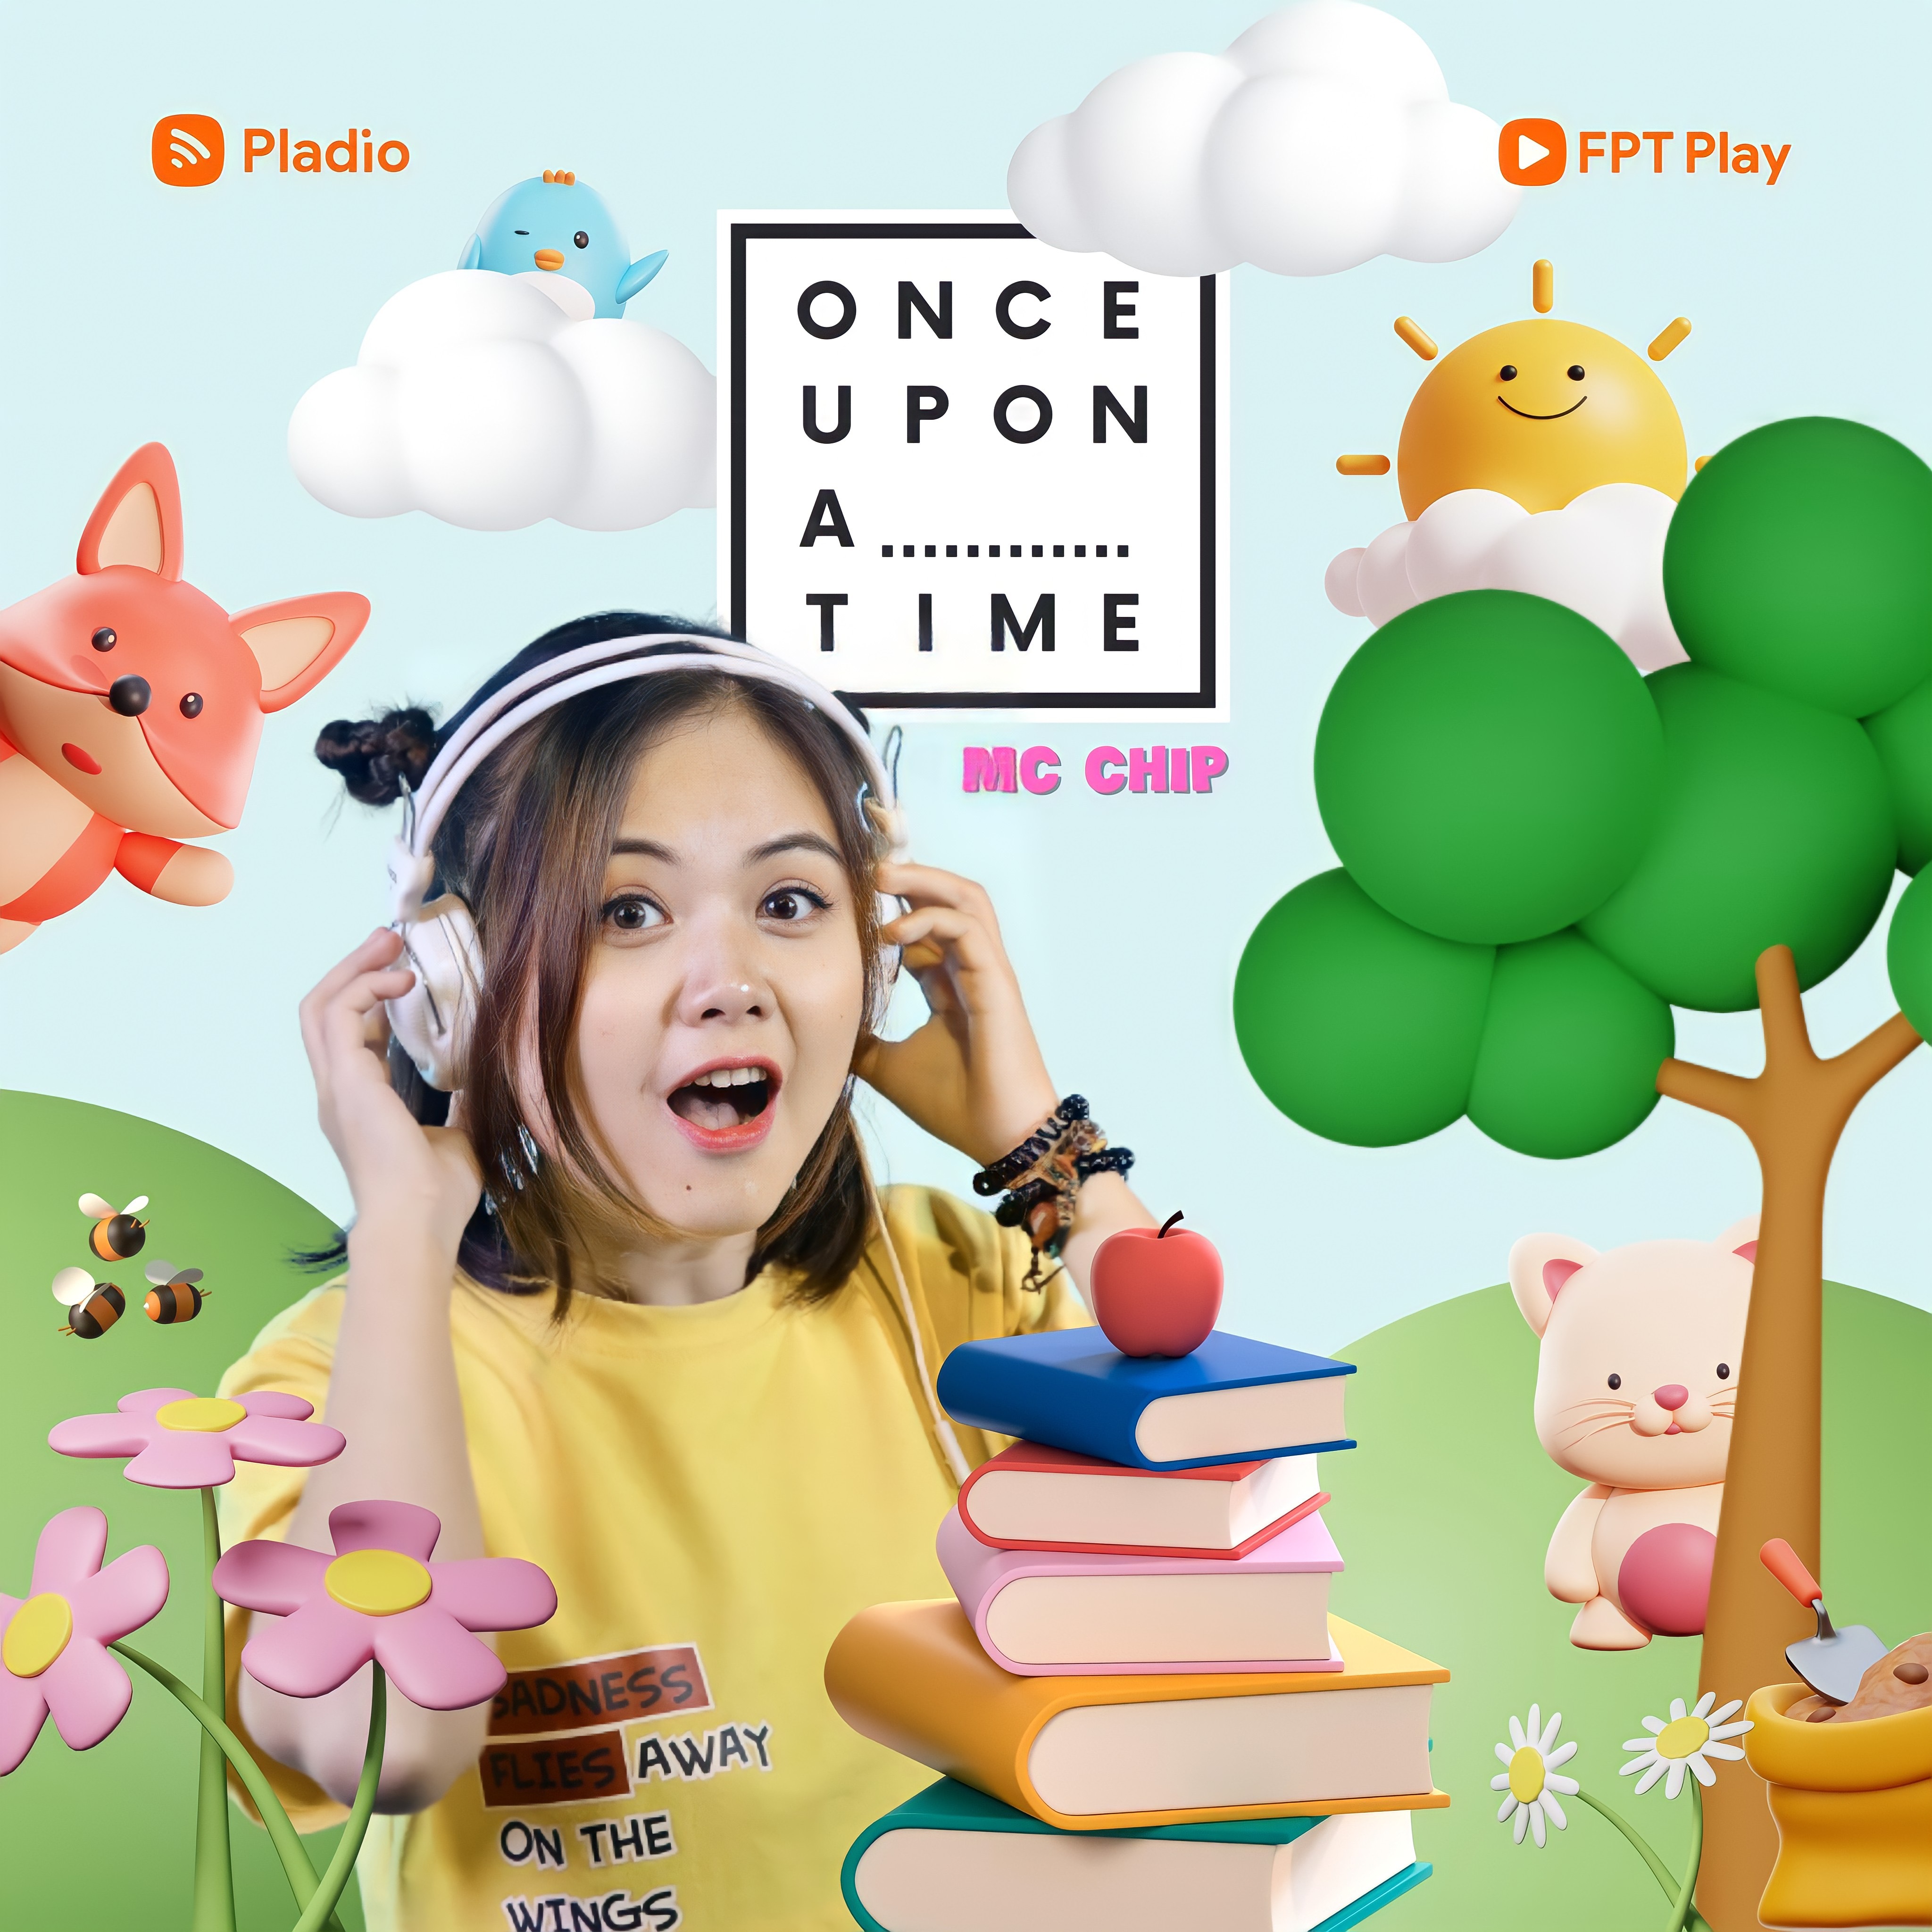 Pladio
FPT Play
ONCE
UPON
A ............
TIME
MC CHIP
SADNESS
FLIES AWAY
ON THE
WINGS